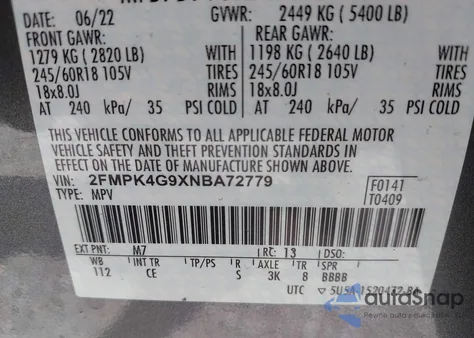 DATE: 06/22 GVWR: 2449 KG ( 5400 LB)
FRONT GAWR: REAR GAWR:
1279 KG ( 2820 LB) WITH 1198 KG ( 2640 LB) WITH
245/60R18 105V TIRES 245/60R18 105V TIRES
18x8.0J RIMS 18x8.0J RIMS
AT 240 kPa/ 35 PSI COLD AT 240 kPa/ 35 PSI COLD
THIS VEHICLE CONFORMS TO ALL APPLICABLE FEDERAL MOTOR
VEHICLE SAFETY AND THEFT PREVENTION STANDARDS IN
EFFECT ON THE DATE OF MANUFACTURE SHOWN ABOVE.
VIN: 2FMPK4G9XNBA72779 F0141
TYPE: MPV T0409
EXT PNT: M7 RC: 13 DSO:
WB INT TR TP/PS R AXLE TR SPR
112 CE S 3K 8 BBBB
UTC
autoSnap